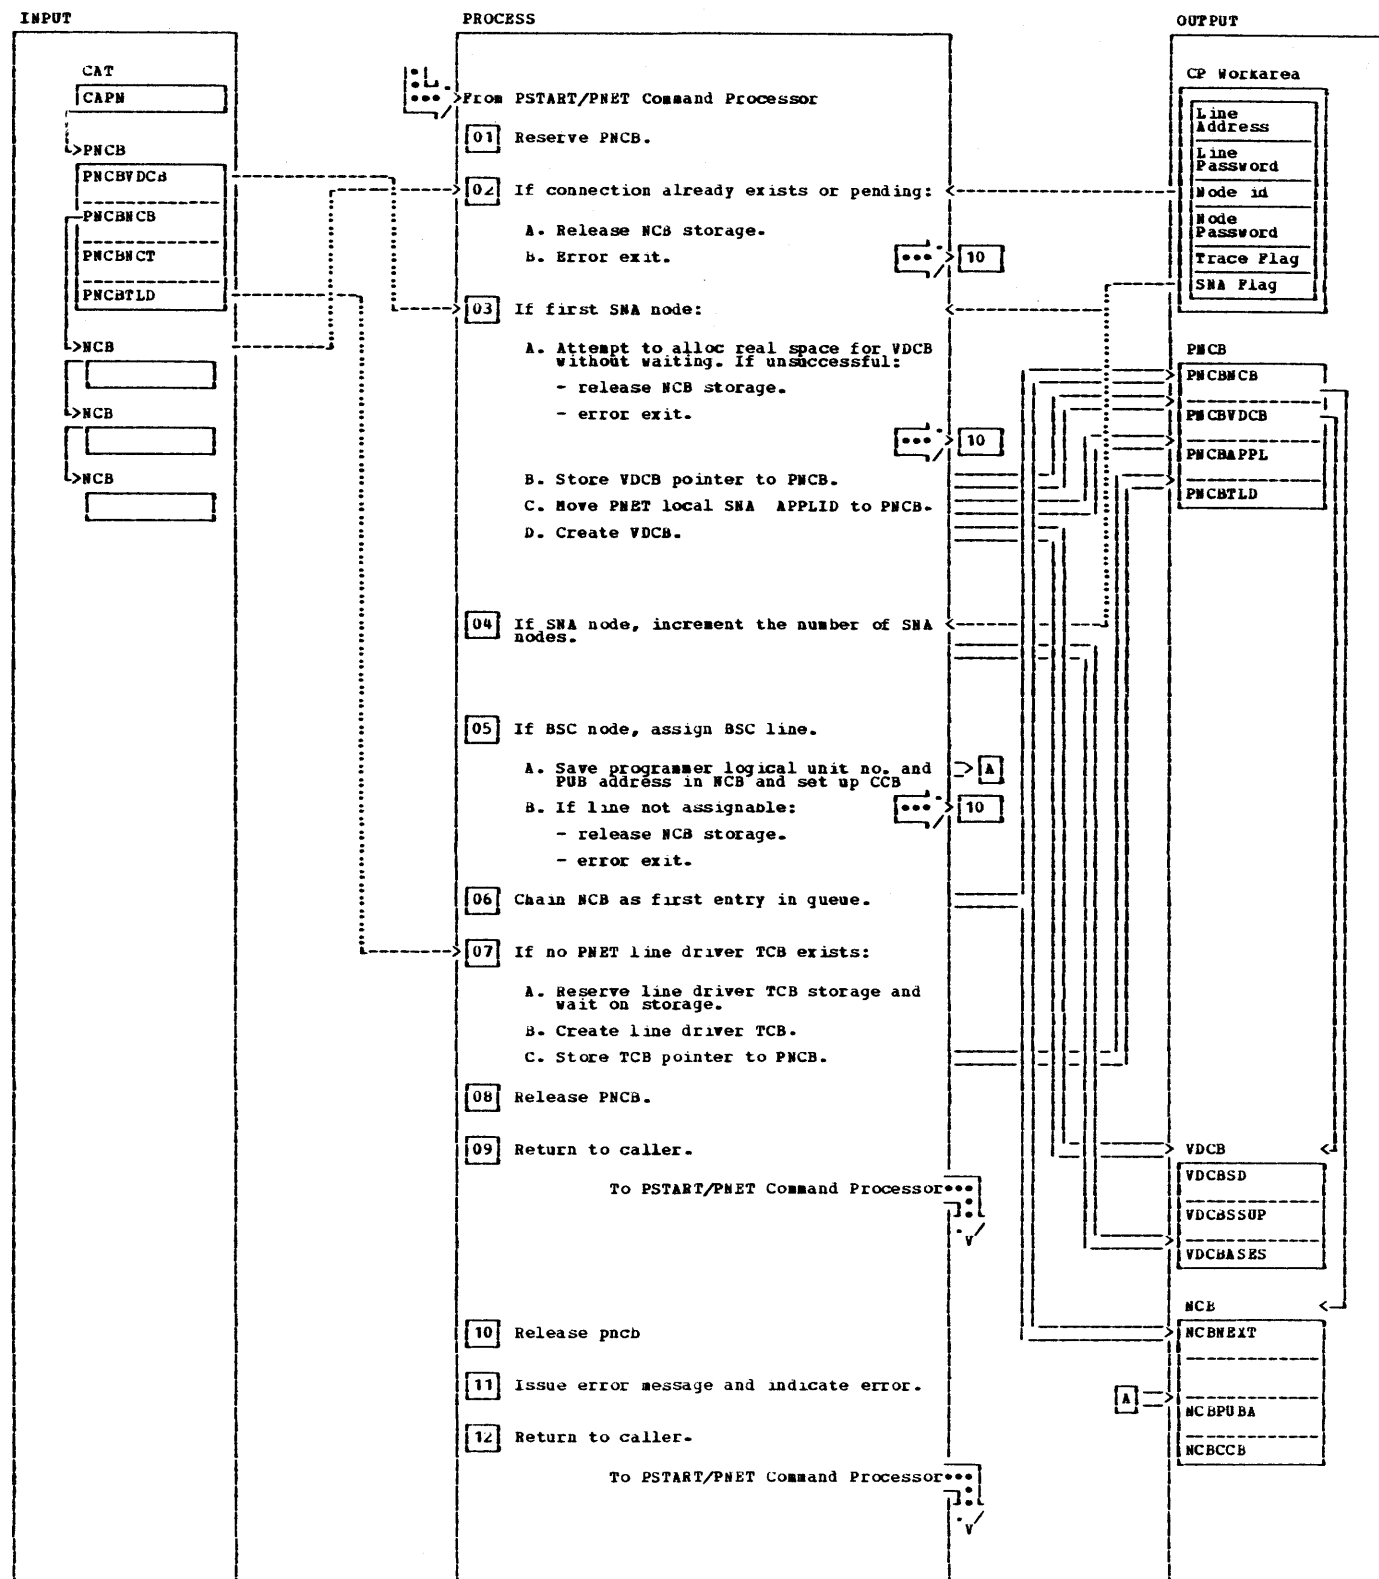 INPUT
CAT
CAPN
PNCB
PNCBVDCB
PNCBNCB
PNCBNCT
PNCBTLD
NCB
NCB
NCB
PROCESS
From PSTART/PNET Command Processor
01 Reserve PNCB.
02 If connection already exists or pending:
A. Release NCB storage.
B. Error exit.
10
03 If first SNA node:
A. Attempt to alloc real space for VDCB
without waiting. If unsuccessful:
- release NCB storage.
- error exit.
10
B. Store VDCB pointer to PNCB.
C. Move PNET local SNA APPLID to PNCB.
D. Create VDCB.
04 If SNA node, increment the number of SNA
nodes.
05 If BSC node, assign BSC line.
A. Save programmer logical unit no. and
PUB address in NCB and set up CCB
A
B. If line not assignable:
10
- release NCB storage.
- error exit.
06 Chain NCB as first entry in queue.
07 If no PNET line driver TCB exists:
A. Reserve line driver TCB storage and
wait on storage.
B. Create line driver TCB.
C. Store TCB pointer to PNCB.
08 Release PNCB.
09 Return to caller.
To PSTART/PNET Command Processor
10 Release pncb
11 Issue error message and indicate error.
12 Return to caller.
To PSTART/PNET Command Processor
OUTPUT
CP Workarea
Line
Address
Line
Password
Node id
Node
Password
Trace Flag
SNA Flag
PNCB
PNCBNCB
PNCBVDCB
PNCBAPPL
PNCBTLD
VDCB
VDCBSD
VDCBSSUP
VDCBASES
NCB
NCBNEXT
A
NCBPUBA
NCBCCB